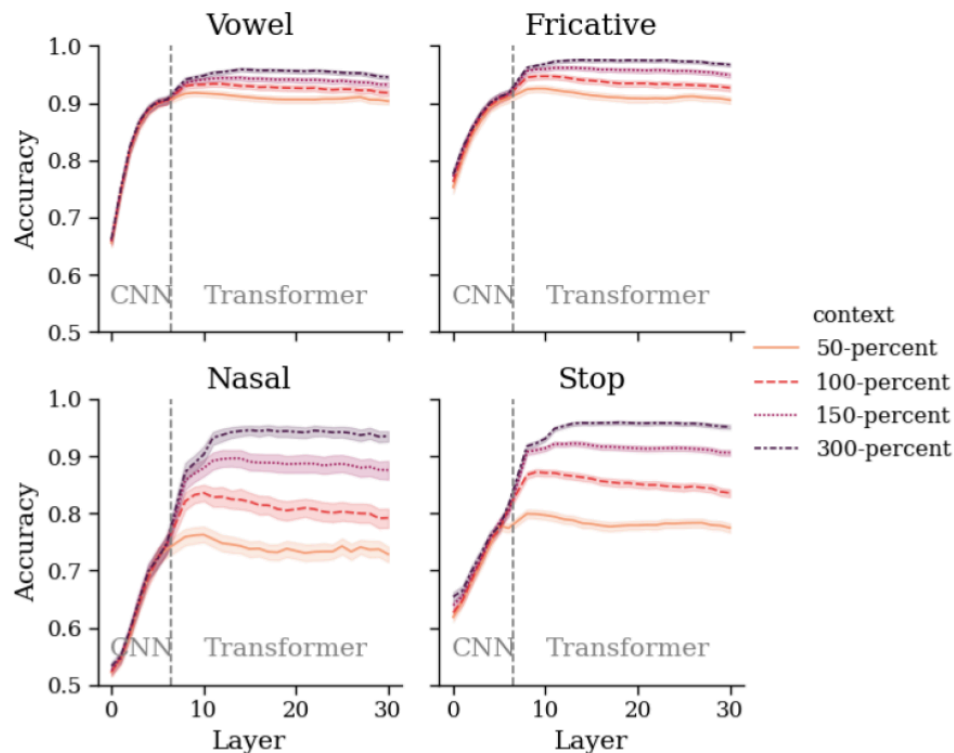 Vowel
Fricative
Accuracy
1.0
0.9
0.8
0.7
0.6
0.5
CNN
Transformer
CNN
Transformer
context
50-percent
100-percent
150-percent
300-percent
Nasal
Stop
Accuracy
1.0
0.9
0.8
0.7
0.6
0.5
CNN
Transformer
CNN
Transformer
0 10 20 30
0 10 20 30
Layer
Layer